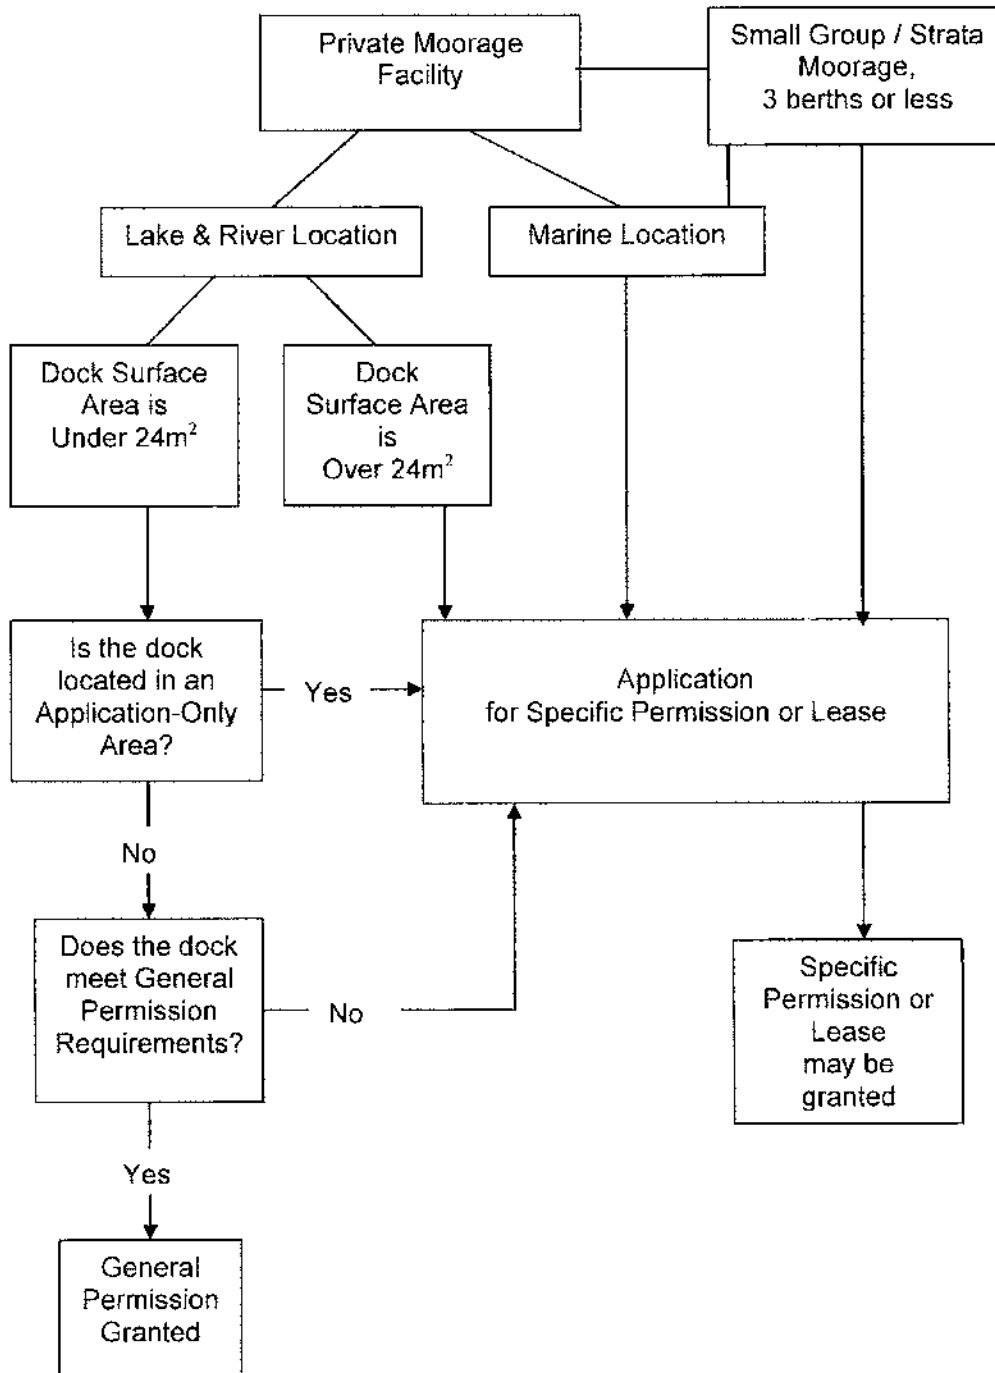 Private Moorage
Facility
Small Group / Strata
Moorage,
3 berths or less
Lake & River Location
Marine Location
Dock Surface
Area is
Under 24m²
Dock
Surface Area
is
Over 24m²
Is the dock
located in an
Application-Only
Area?
Yes
Application
for Specific Permission or Lease
No
Does the dock
meet General
Permission
Requirements?
No
Specific
Permission or
Lease
may be
granted
Yes
General
Permission
Granted